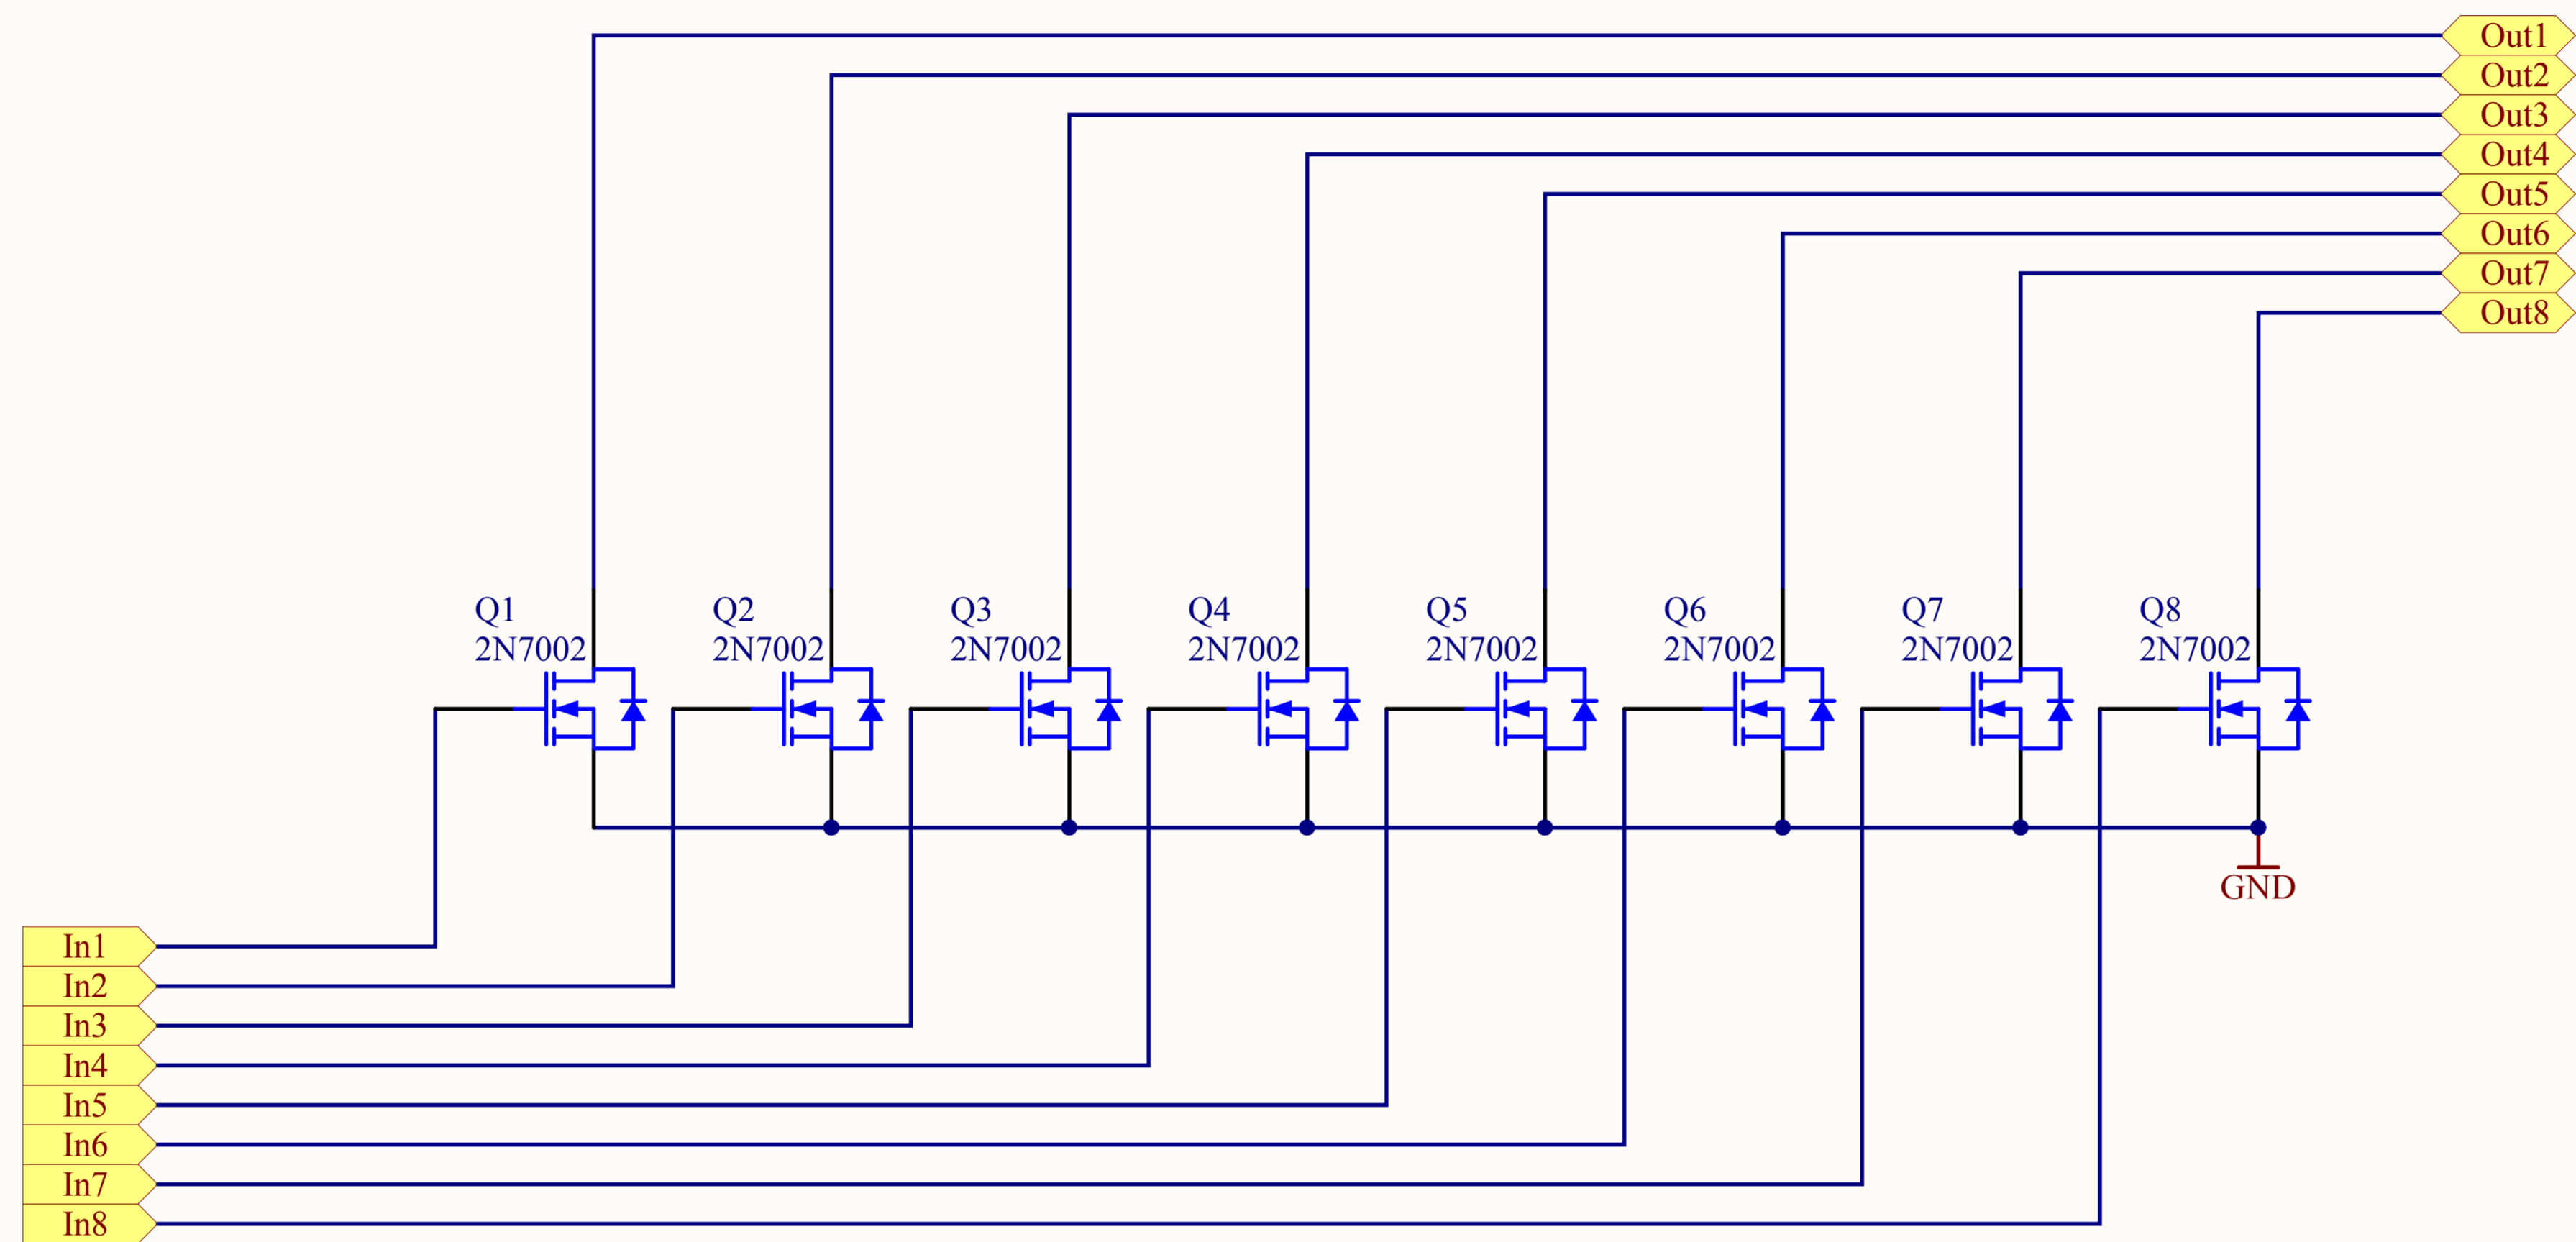 Out1
Out2
Out3
Out4
Out5
Out6
Out7
Out8
Q1
2N7002
Q2
2N7002
Q3
2N7002
Q4
2N7002
Q5
2N7002
Q6
2N7002
Q7
2N7002
Q8
2N7002
GND
In1
In2
In3
In4
In5
In6
In7
In8